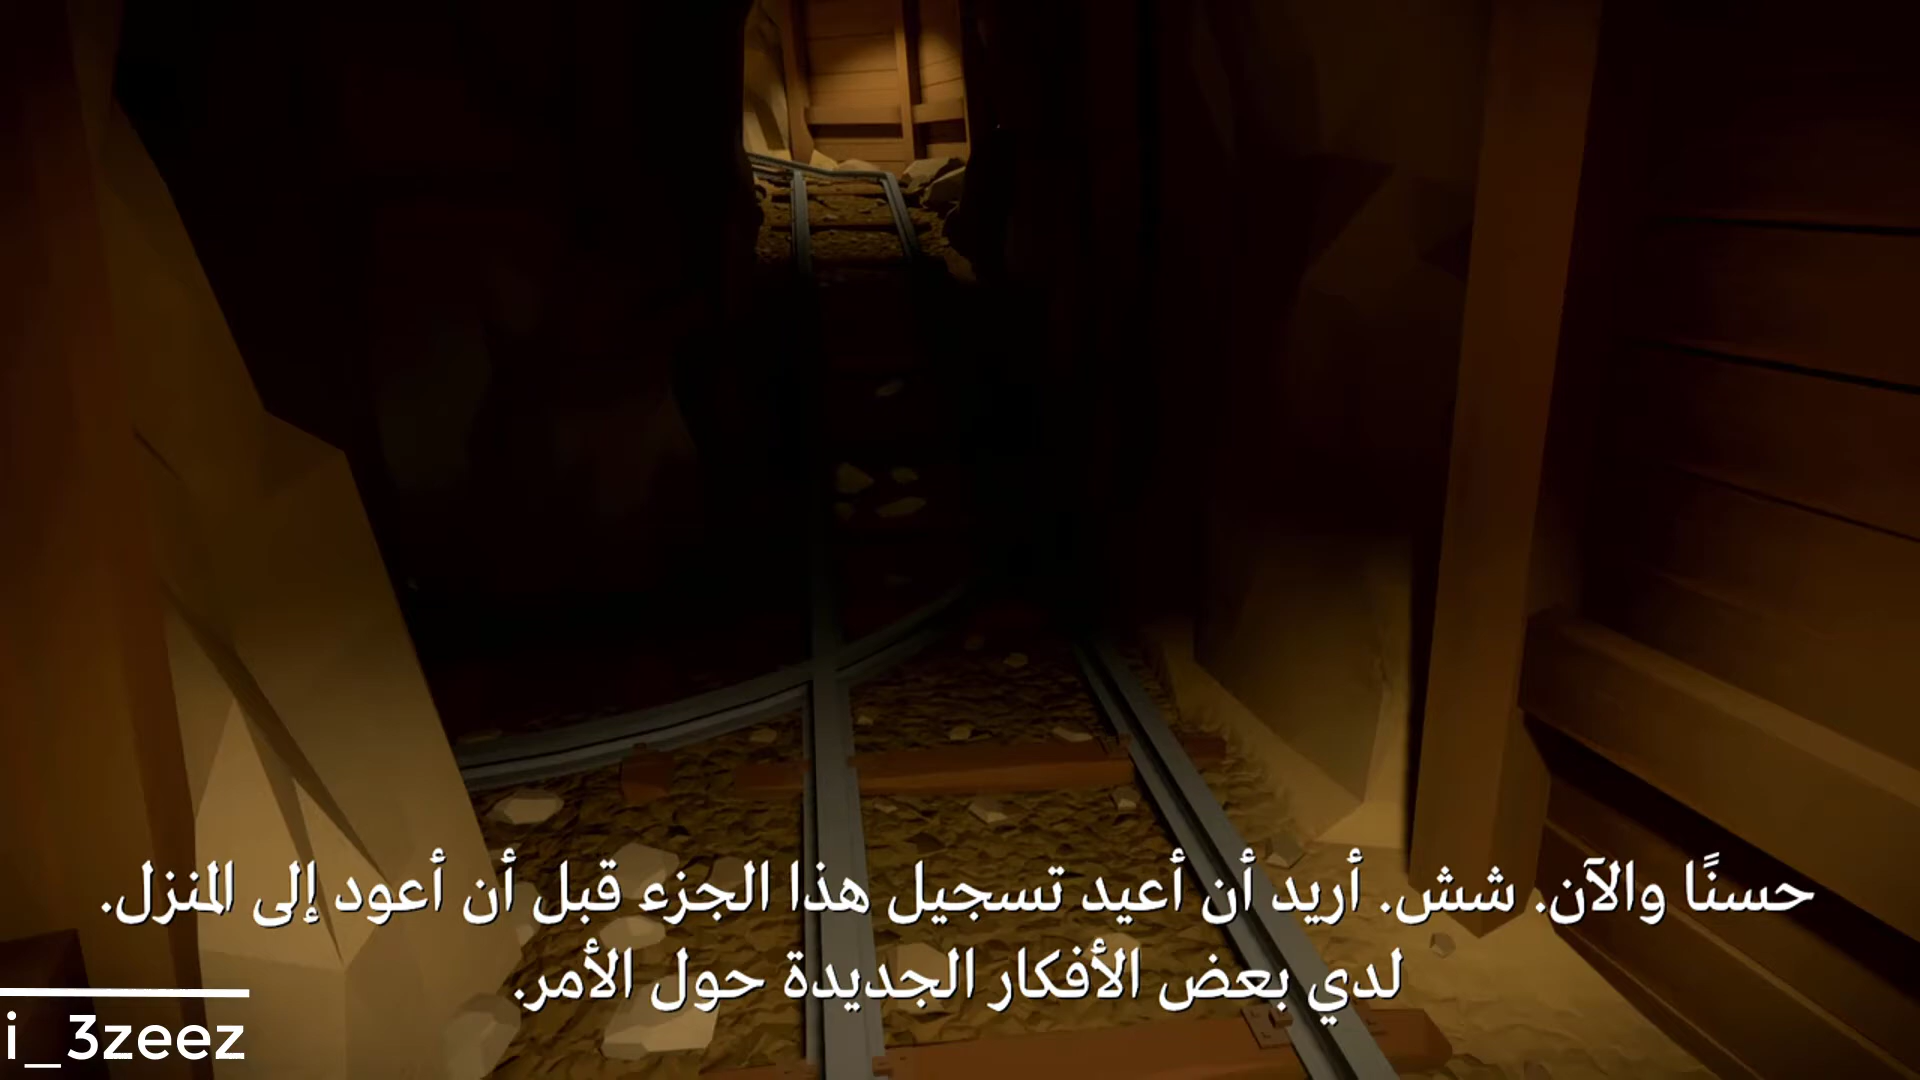 حسنًا والآن. شش. أريد أن أعيد تسجيل هذا الجزء قبل أن أعود إلى المنزل.
لدي بعض الأفكار الجديدة حول الأمر.
i_3zeez